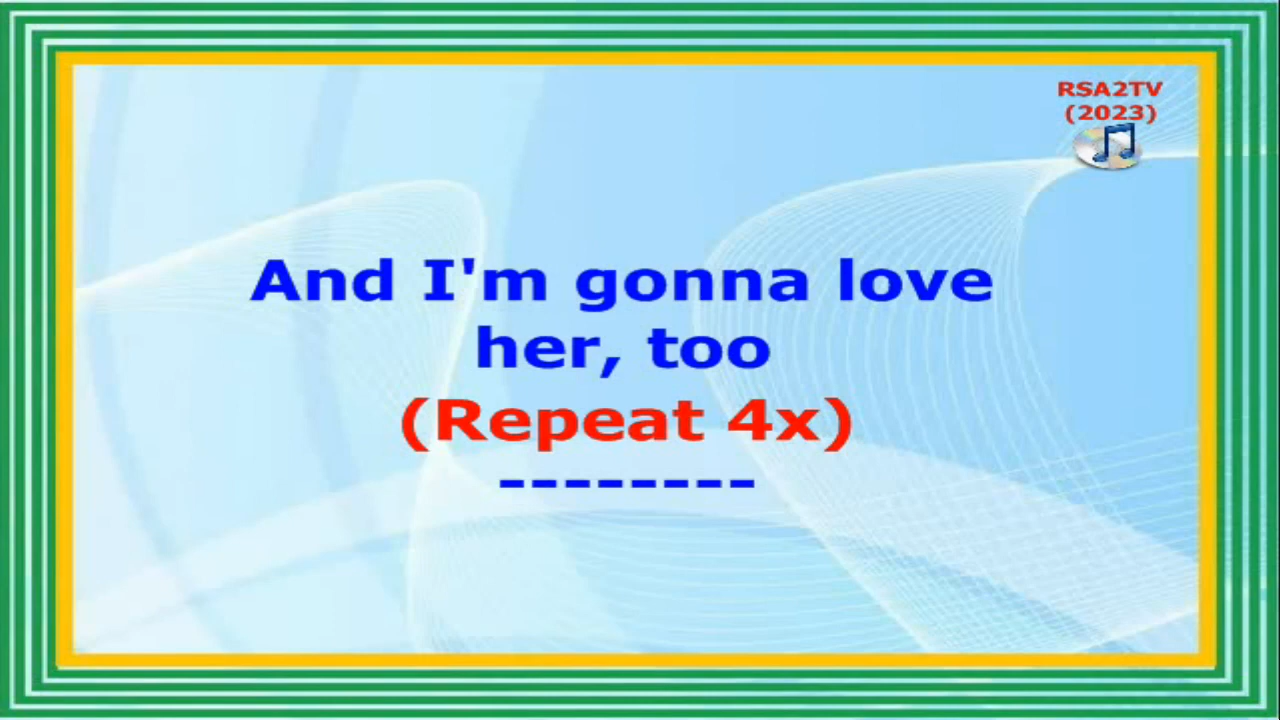 RSA2TV
(2023)
And I'm gonna love
her, too
(Repeat 4x)
--------